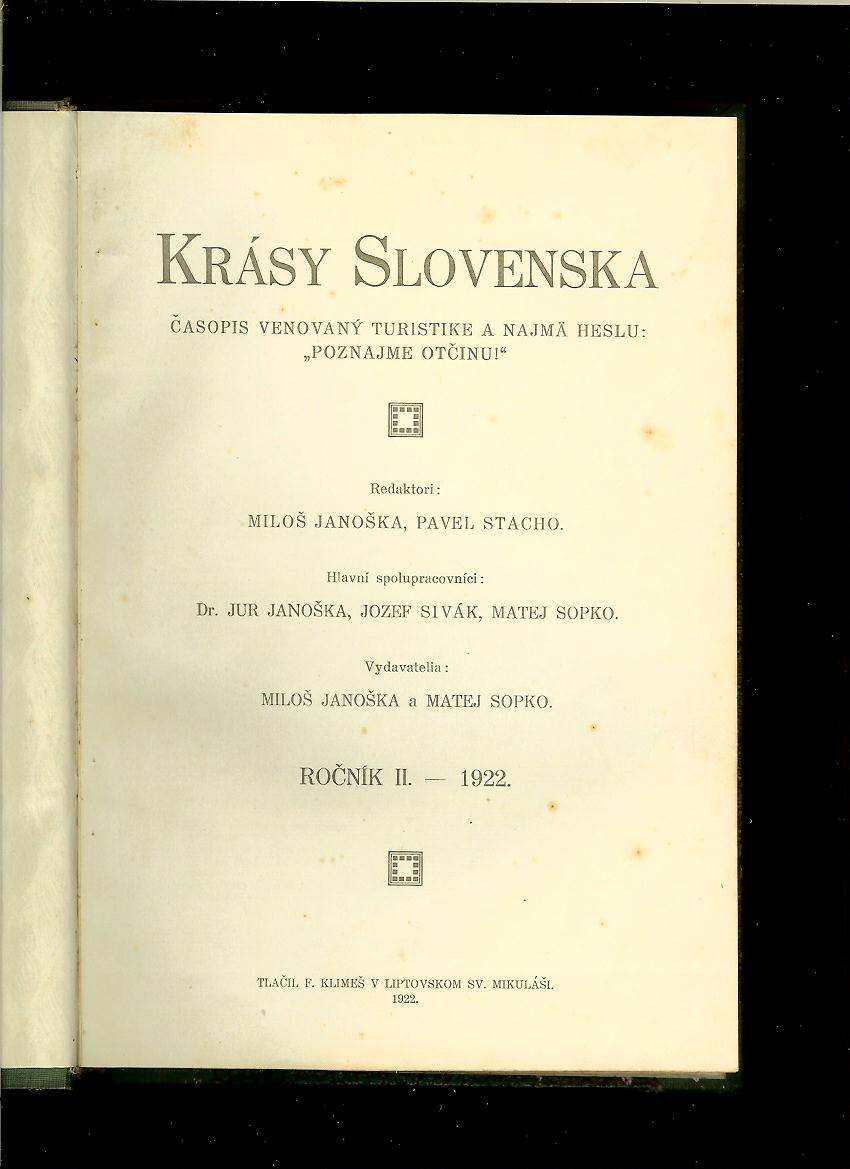 KRÁSY SLOVENSKA
ČASOPIS VENOVANÝ TURISTIKE A NAJMÄ HESLU:
„POZNAJME OTČINU!“
Redaktori:
MILOŠ JANOŠKA, PAVEL STACHO.
Hlavní spolupracovníci:
Dr. JUR JANOŠKA, JOZEF SIVÁK, MATEJ SOPKO.
Vydavatelia:
MILOŠ JANOŠKA a MATEJ SOPKO.
ROČNÍK II. — 1922.
TLAČIL F. KLIMEŠ V LIPTOVSKOM SV. MIKULÁŠI.
1922.